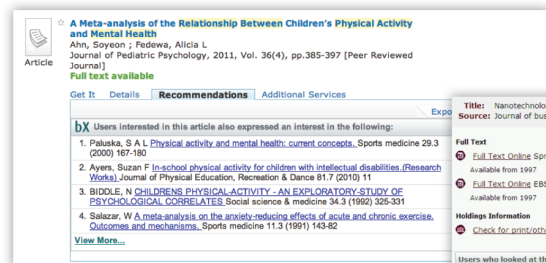 A Meta-analysis of the Relationship Between Children's Physical Activity
and Mental Health
Ahn, Soyeon ; Fedewa, Alicia L
Journal of Pediatric Psychology, 2011, Vol. 36(4), pp.385-397 [Peer Reviewed
Journal]
Full text available
Article
Get It Details Recommendations Additional Services
Expo
bX Users interested in this article also expressed an interest in the following:
1. Paluska, S A L Physical activity and mental health: current concepts. Sports medicine 29.3
(2000) 167-180
2. Ayers, Suzan F In-school physical activity for children with intellectual disabilities.(Research
Works) Journal of Physical Education, Recreation & Dance 81.7 (2010) 11
3. BIDDLE, N CHILDRENS PHYSICAL-ACTIVITY - AN EXPLORATORY-STUDY OF
PSYCHOLOGICAL CORRELATES Social science & medicine 34.3 (1992) 325-331
4. Salazar, W A meta-analysis on the anxiety-reducing effects of acute and chronic exercise.
Outcomes and mechanisms. Sports medicine 11.3 (1991) 143-82
View More...
Title: Nanotechnolo
Source: Journal of bus
Full Text
Full Text Online Spr
Available from 1997
Full Text Online EBS
Available from 1997
Holdings Information
Check for print/oth
Users who looked at th